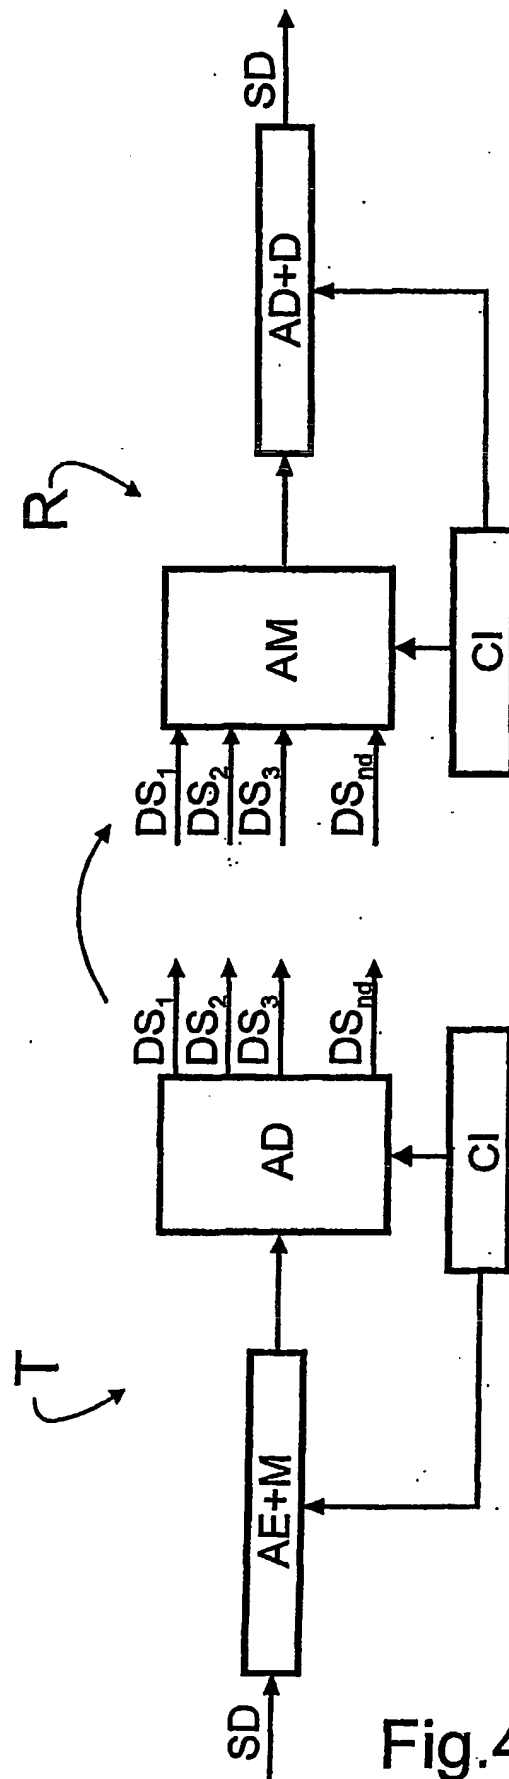 T
SD
AE+M
AD
DS1
DS2
DS3
DSnd
CI
R
DS1
DS2
DS3
DSnd
AM
AD+D
SD
CI
Fig.4